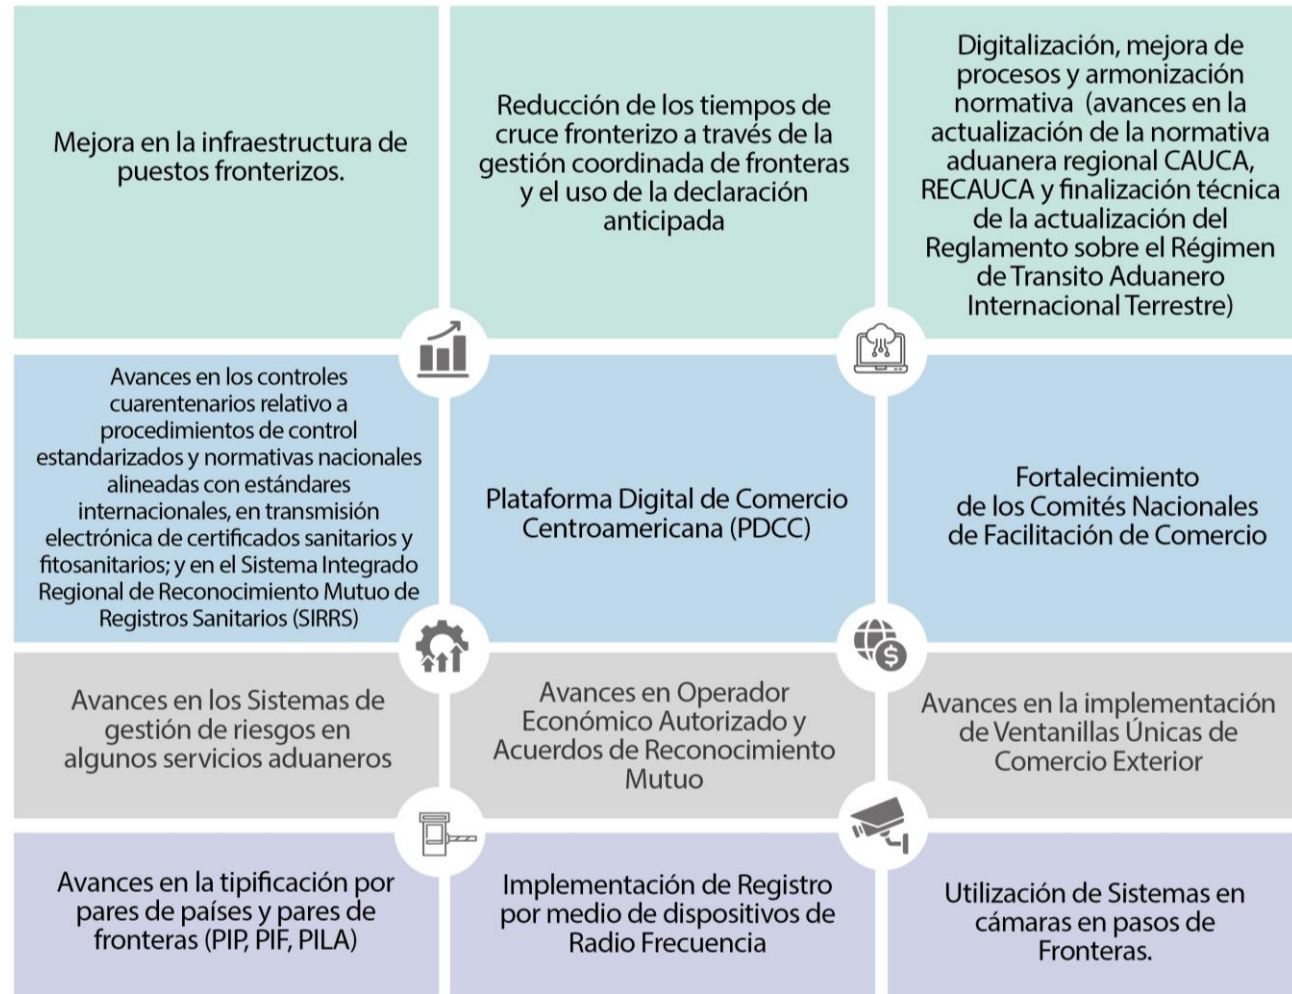 Mejora en la infraestructura de
puestos fronterizos.
Reducción de los tiempos de
cruce fronterizo a través de la
gestión coordinada de fronteras
y el uso de la declaración
anticipada
Digitalización, mejora de
procesos y armonización
normativa (avances en la
actualización de la normativa
aduanera regional CAUCA,
RECAUCA y finalización técnica
de la actualización del
Reglamento sobre el Régimen
de Transito Aduanero
Internacional Terrestre)
Avances en los controles
cuarentenarios relativo a
procedimientos de control
estandarizados y normativas nacionales
alineadas con estándares
internacionales, en transmisión
electrónica de certificados sanitarios y
fitosanitarios; y en el Sistema Integrado
Regional de Reconocimiento Mutuo de
Registros Sanitarios (SIRRS)
Plataforma Digital de Comercio
Centroamericana (PDCC)
Fortalecimiento
de los Comités Nacionales
de Facilitación de Comercio
Avances en los Sistemas de
gestión de riesgos en
algunos servicios aduaneros
Avances en Operador
Económico Autorizado y
Acuerdos de Reconocimiento
Mutuo
Avances en la implementación
de Ventanillas Únicas de
Comercio Exterior
Avances en la tipificación por
pares de países y pares de
fronteras (PIP, PIF, PILA)
Implementación de Registro
por medio de dispositivos de
Radio Frecuencia
Utilización de Sistemas en
cámaras en pasos de
Fronteras.